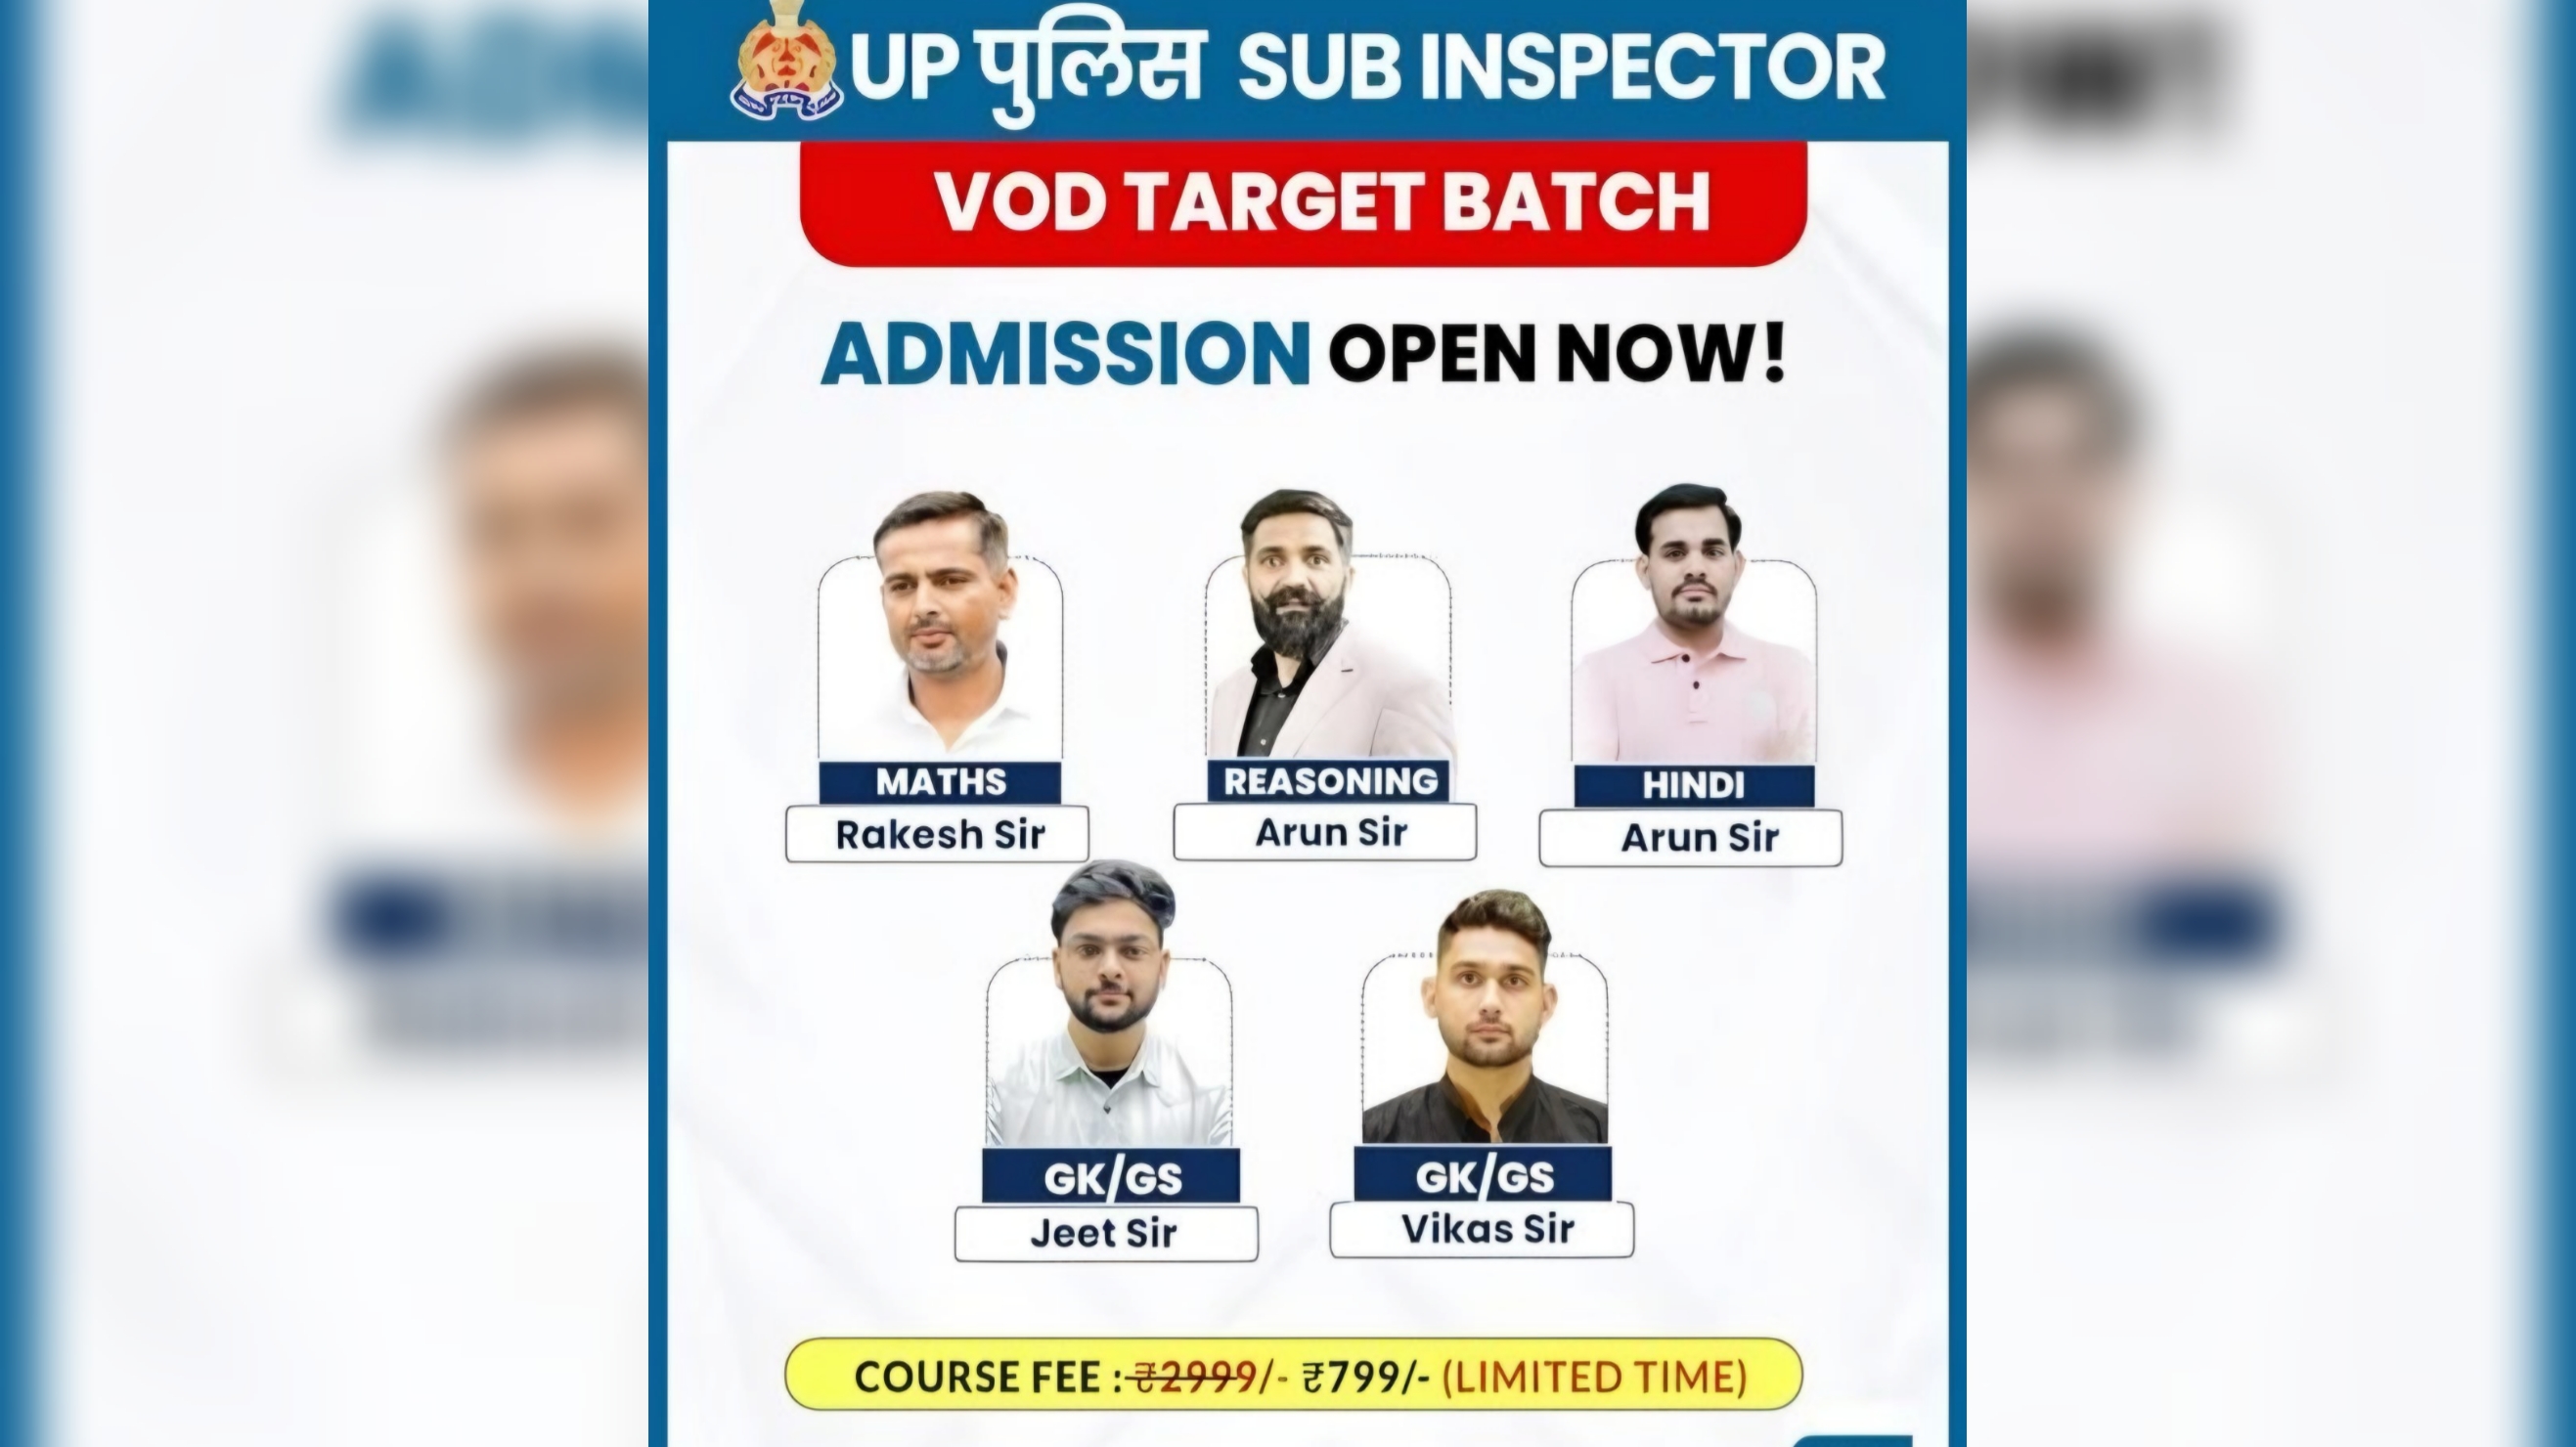 UP पुलिस SUB INSPECTOR
VOD TARGET BATCH
ADMISSION OPEN NOW!
MATHS
Rakesh Sir
REASONING
Arun Sir
HINDI
Arun Sir
GK/GS
Jeet Sir
GK/GS
Vikas Sir
COURSE FEE : ₹2999/- ₹799/- (LIMITED TIME)